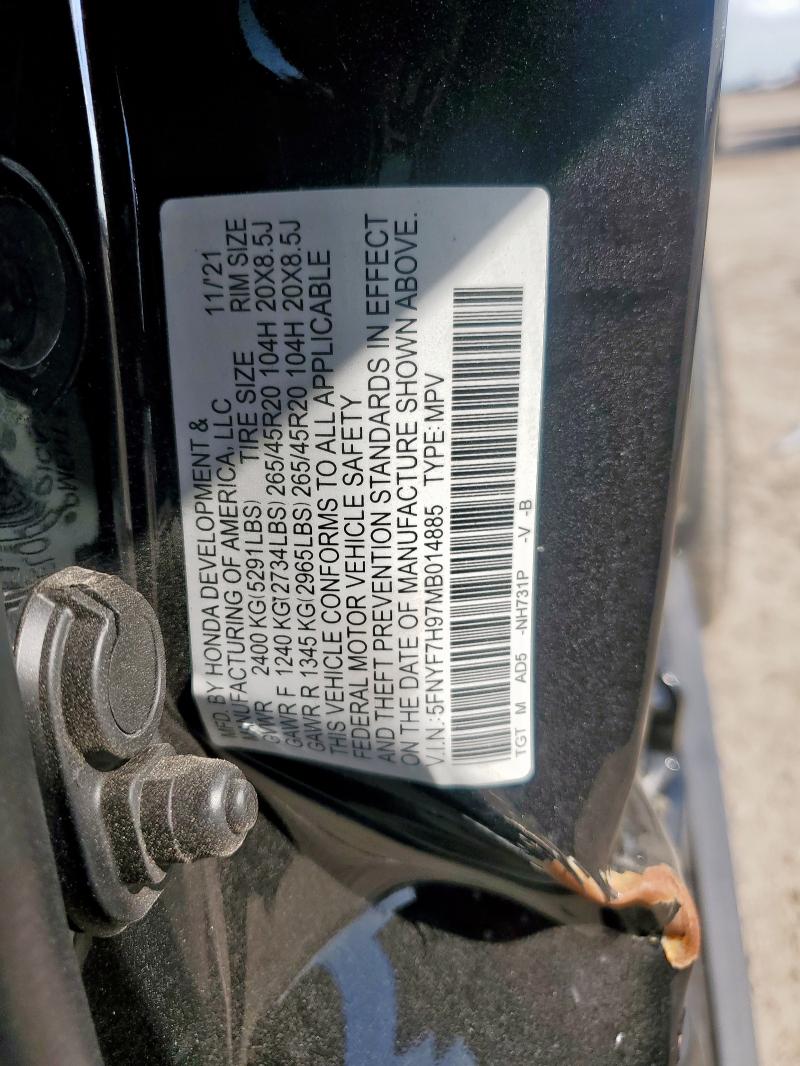 MFD. BY HONDA DEVELOPMENT &
MANUFACTURING OF AMERICA, LLC 11/'21
GVWR 2400 KG(5291LBS) TIRE SIZE RIM SIZE
GAWR F 1240 KG(2734LBS) 265/45R20 104H 20X8.5J
GAWR R 1345 KG(2965LBS) 265/45R20 104H 20X8.5J
THIS VEHICLE CONFORMS TO ALL APPLICABLE
FEDERAL MOTOR VEHICLE SAFETY
AND THEFT PREVENTION STANDARDS IN EFFECT
ON THE DATE OF MANUFACTURE SHOWN ABOVE.
V.I.N.:5FNYF7H97MB014885 TYPE:MPV
TGT M AD5 -NH731P -V -B